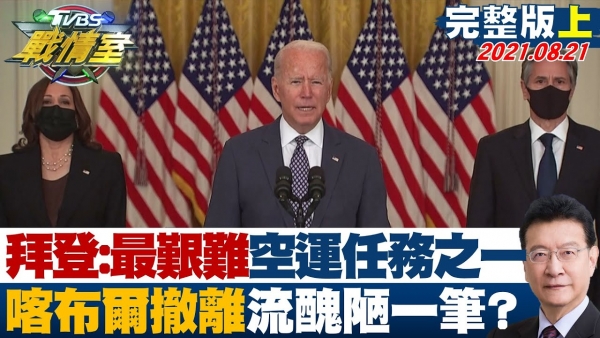 TVBS
戰情室
完整版上
2021.08.21
拜登:最艱難空運任務之一
喀布爾撤離流醜陋一筆?